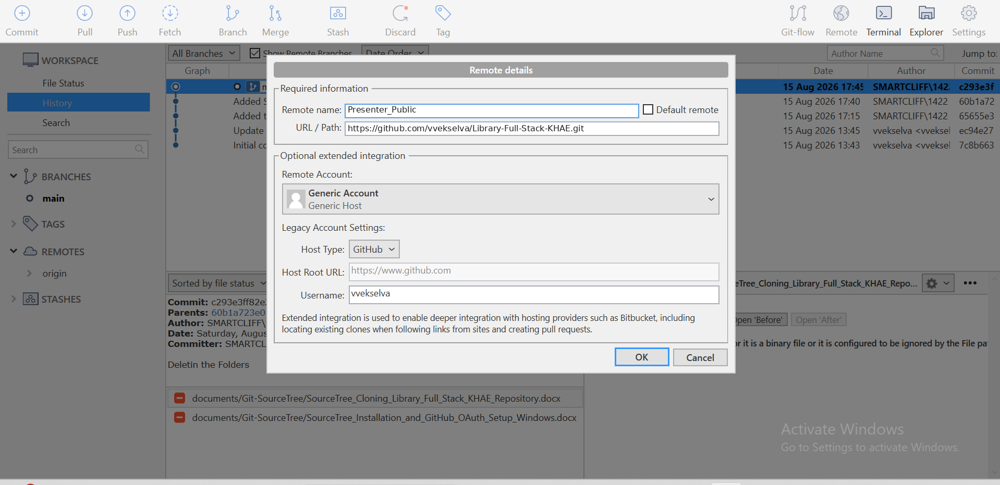 Commit
Pull
Push
Fetch
Branch
Merge
Stash
Discard
Tag
Git-flow
Remote
Terminal
Explorer
Settings
WORKSPACE
File Status
History
Search
Search
BRANCHES
main
TAGS
REMOTES
origin
STASHES
All Branches
Show Remote Branches
Date Order
Author Name
Jump to:
Graph
Date
Author
Commit
15 Aug 2026 17:45 SMARTCLIFF\1422 c293e3f
Added
15 Aug 2026 17:40 SMARTCLIFF\1422 60b1a72
Added
15 Aug 2026 17:15 SMARTCLIFF\1422 65655e3
Update
15 Aug 2026 13:45 vvekselva <vveksel ec94e27
Initial
15 Aug 2026 13:43 vvekselva <vveksel 7c8b663
Remote details
Required information
Remote name: Presenter_Public
Default remote
URL / Path: https://github.com/vvekselva/Library-Full-Stack-KHAE.git
Optional extended integration
Remote Account:
Generic Account
Generic Host
Legacy Account Settings:
Host Type: GitHub
Host Root URL: https://www.github.com
Username: vvekselva
Extended integration is used to enable deeper integration with hosting providers such as Bitbucket, including
locating existing clones when following links from sites and creating pull requests.
OK
Cancel
Sorted by file status
Commit: c293e3ff82e
Parents: 60b1a723e0
Author: SMARTCLIFF\
Date: Saturday, Augus
Committer: SMARTCL
Deletin the Folders
documents/Git-SourceTree/SourceTree_Cloning_Library_Full_Stack_KHAE_Repository.docx
documents/Git-SourceTree/SourceTree_Installation_and_GitHub_OAuth_Setup_Windows.docx
eTree_Cloning_Library_Full_Stack_KHAE_Repo...
pen 'Before'
Open 'After'
or it is a binary file or it is configured to be ignored by the File pa
Activate Windows
Go to Settings to activate Windows.